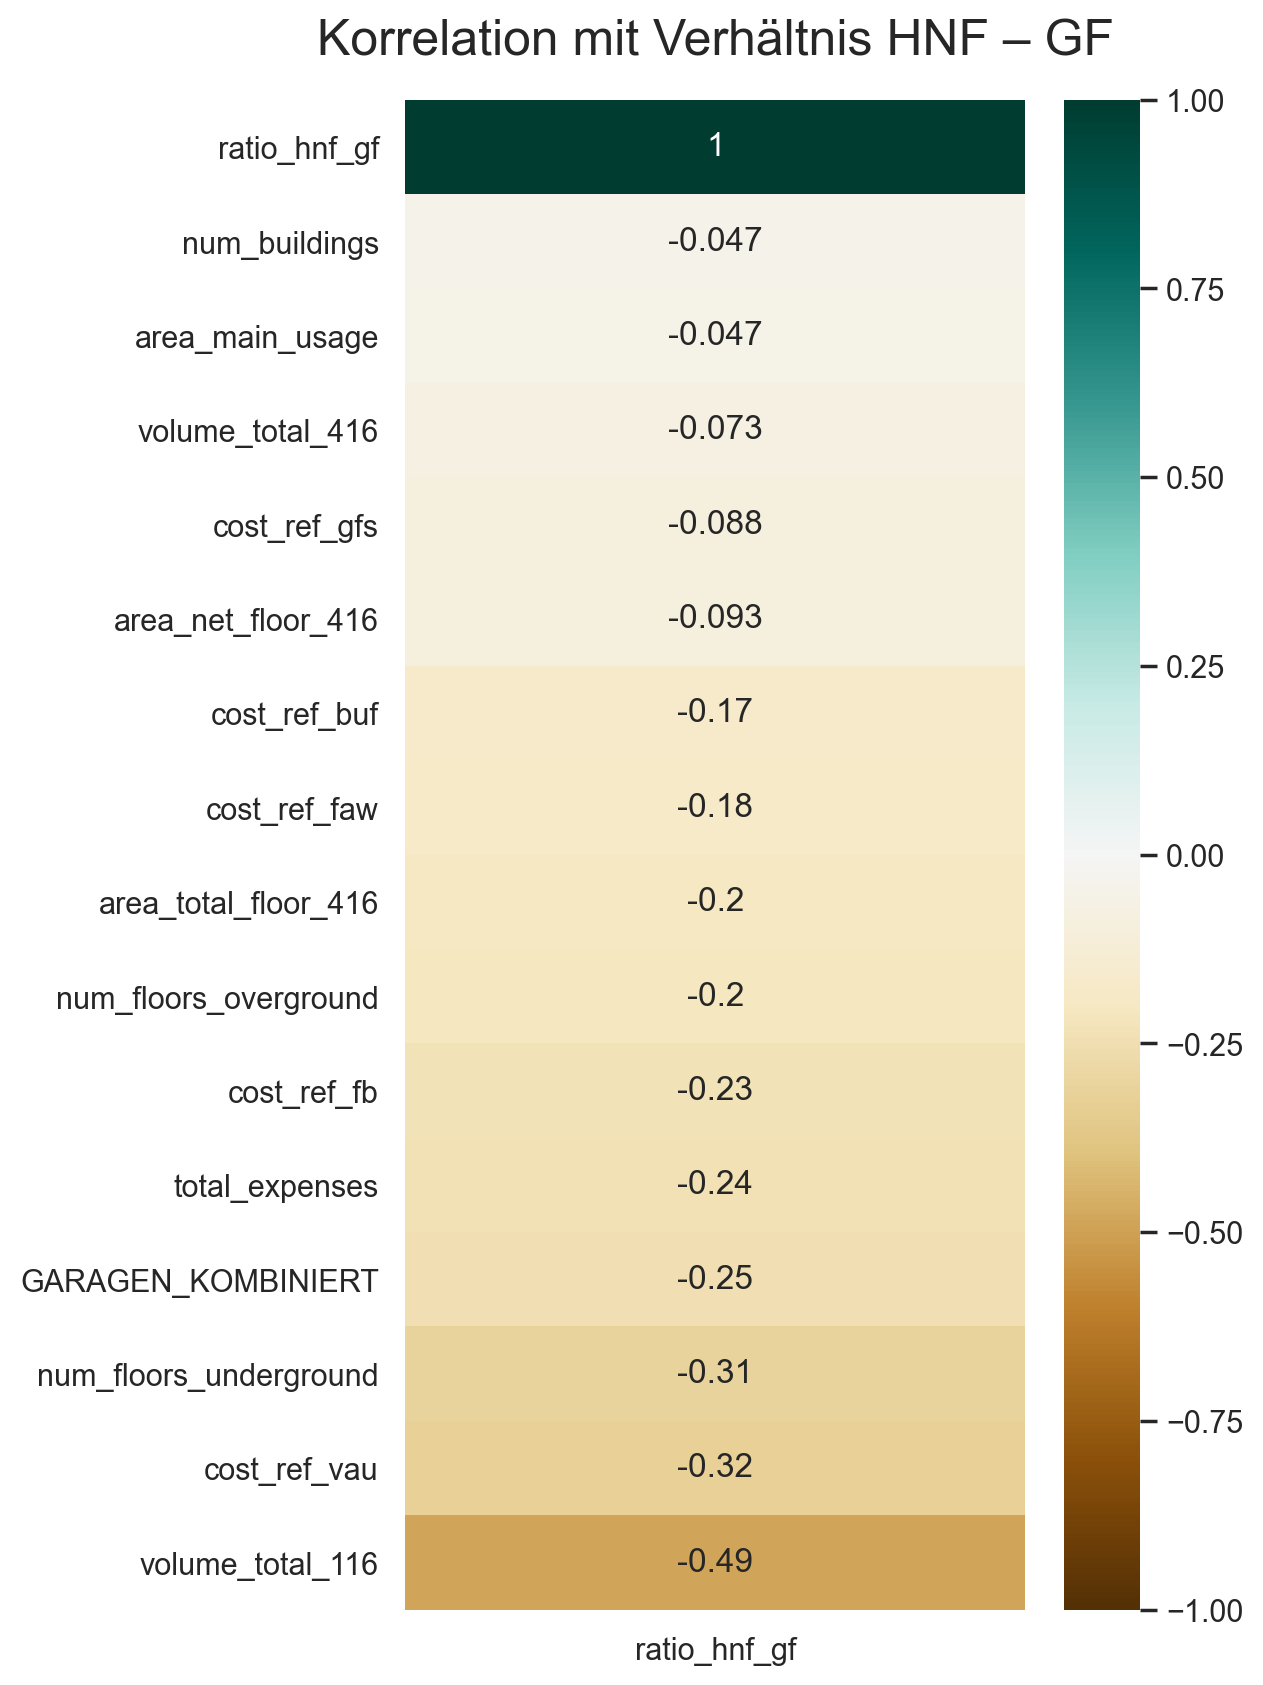 Korrelation mit Verhältnis HNF – GF
ratio_hnf_gf 1
num_buildings -0.047
area_main_usage -0.047
volume_total_416 -0.073
cost_ref_gfs -0.088
area_net_floor_416 -0.093
cost_ref_buf -0.17
cost_ref_faw -0.18
area_total_floor_416 -0.2
num_floors_overground -0.2
cost_ref_fb -0.23
total_expenses -0.24
GARAGEN_KOMBINIERT -0.25
num_floors_underground -0.31
cost_ref_vau -0.32
volume_total_116 -0.49
ratio_hnf_gf
1.00
0.75
0.50
0.25
0.00
−0.25
−0.50
−0.75
−1.00